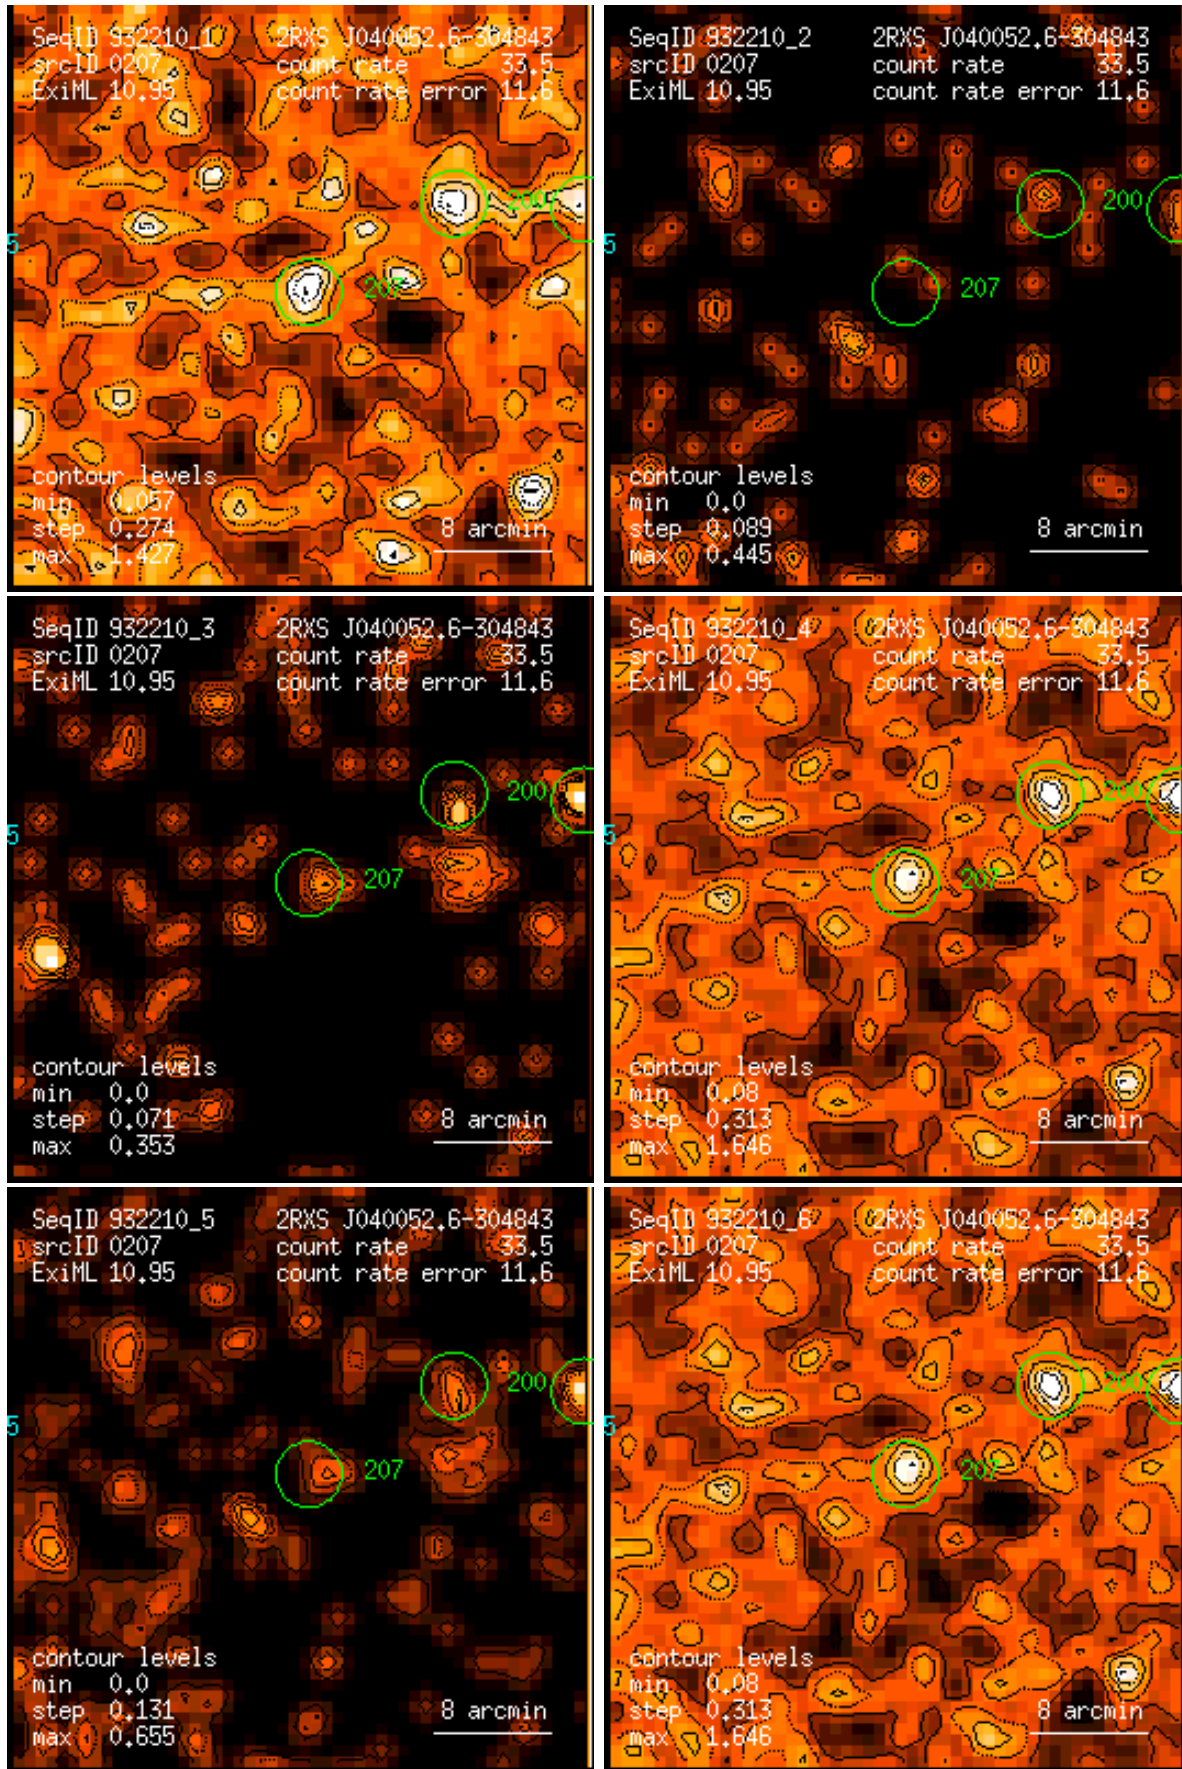 SeqID 932210_1 2RXS J040052.6-304843
srcID 0207 count rate 33.5
ExiML 10.95 count rate error 11.6
200
5
207
contour levels
min 0.057
step 0.274 8 arcmin
max 1.427
SeqID 932210_2 2RXS J040052.6-304843
srcID 0207 count rate 33.5
ExiML 10.95 count rate error 11.6
200
5
207
contour levels
min 0.0
step 0.089 8 arcmin
max 0.445
SeqID 932210_3 2RXS J040052.6-304843
srcID 0207 count rate 33.5
ExiML 10.95 count rate error 11.6
200
5
207
contour levels
min 0.0
step 0.071 8 arcmin
max 0.353
SeqID 932210_4 2RXS J040052.6-304843
srcID 0207 count rate 33.5
ExiML 10.95 count rate error 11.6
200
5
207
contour levels
min 0.08
step 0.313 8 arcmin
max 1.646
SeqID 932210_5 2RXS J040052.6-304843
srcID 0207 count rate 33.5
ExiML 10.95 count rate error 11.6
200
5
207
contour levels
min 0.0
step 0.131 8 arcmin
max 0.655
SeqID 932210_6 2RXS J040052.6-304843
srcID 0207 count rate 33.5
ExiML 10.95 count rate error 11.6
200
5
207
contour levels
min 0.08
step 0.313 8 arcmin
max 1.646